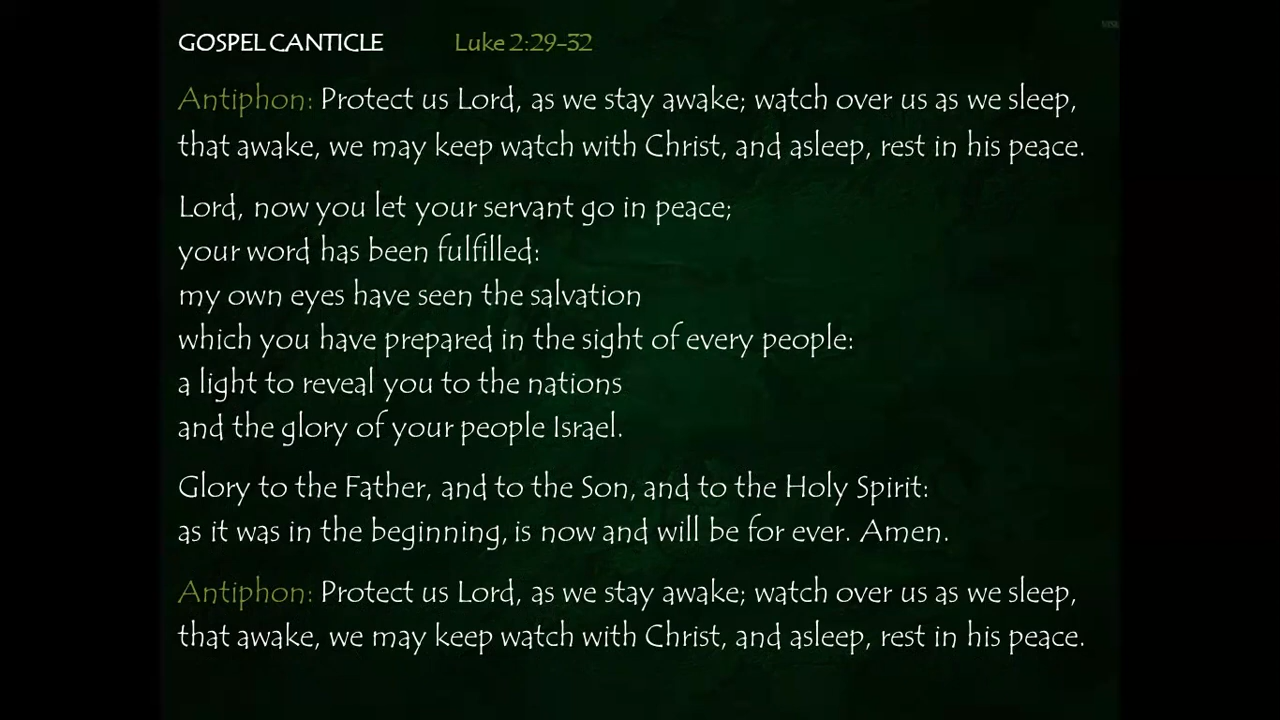 GOSPEL CANTICLE Luke 2:29-32
Antiphon: Protect us Lord, as we stay awake; watch over us as we sleep,
that awake, we may keep watch with Christ, and asleep, rest in his peace.
Lord, now you let your servant go in peace;
your word has been fulfilled:
my own eyes have seen the salvation
which you have prepared in the sight of every people:
a light to reveal you to the nations
and the glory of your people Israel.
Glory to the Father, and to the Son, and to the Holy Spirit:
as it was in the beginning, is now and will be for ever. Amen.
Antiphon: Protect us Lord, as we stay awake; watch over us as we sleep,
that awake, we may keep watch with Christ, and asleep, rest in his peace.